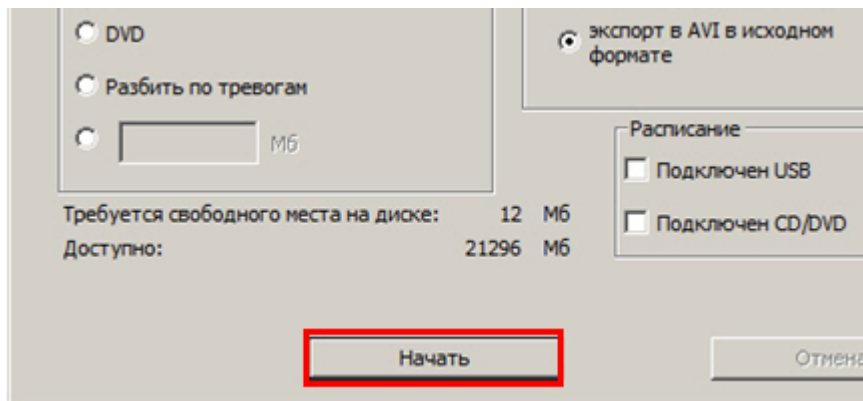 DVD
Разбить по тревогам
Мб
экспорт в AVI в исходном
формате
Расписание
Подключен USB
Подключен CD/DVD
Требуется свободного места на диске: 12 Мб
Доступно: 21296 Мб
Начать
Отмена